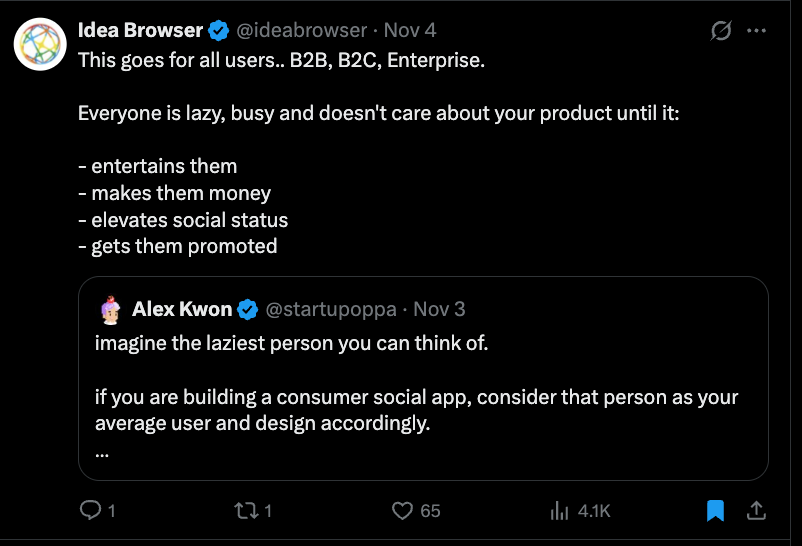 Idea Browser @ideabrowser · Nov 4
This goes for all users.. B2B, B2C, Enterprise.
Everyone is lazy, busy and doesn't care about your product until it:
- entertains them
- makes them money
- elevates social status
- gets them promoted
Alex Kwon @startupoppa · Nov 3
imagine the laziest person you can think of.
if you are building a consumer social app, consider that person as your
average user and design accordingly.
...
1 1 65 4.1K